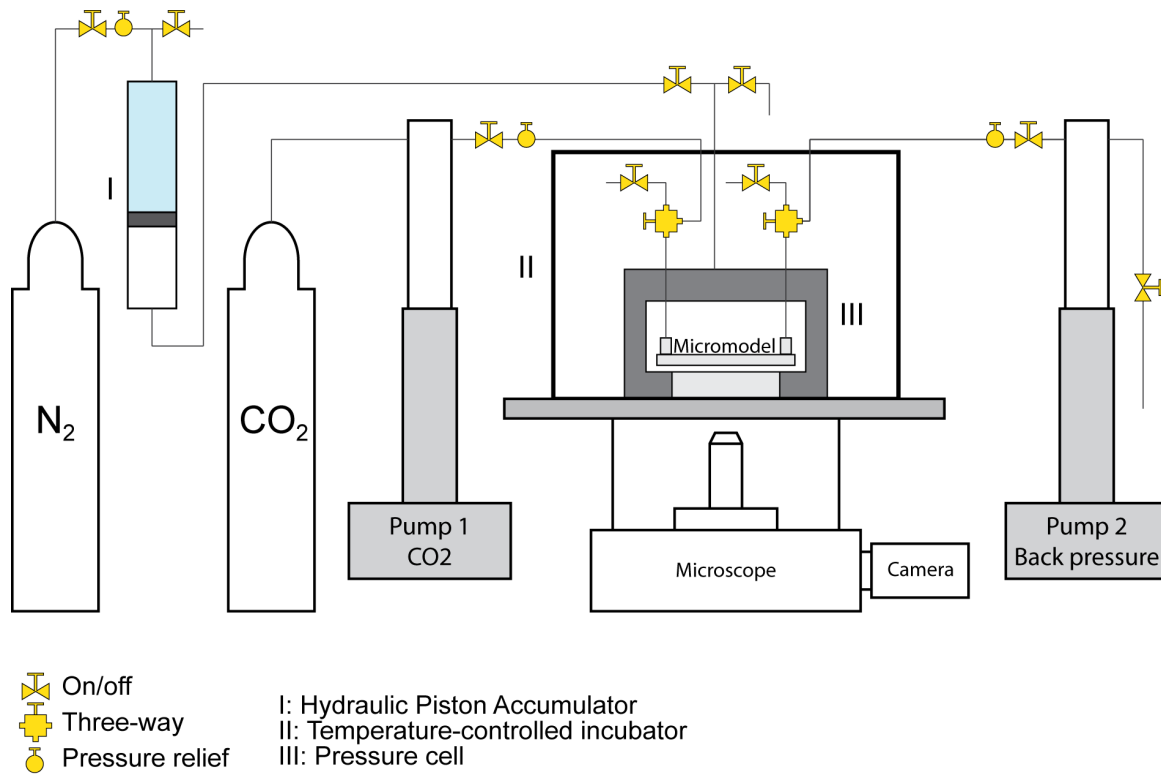 I
II
III
Micromodel
N₂
CO₂
Pump 1
CO2
Pump 2
Back pressure
Microscope
Camera
On/off
Three-way
Pressure relief
I: Hydraulic Piston Accumulator
II: Temperature-controlled incubator
III: Pressure cell